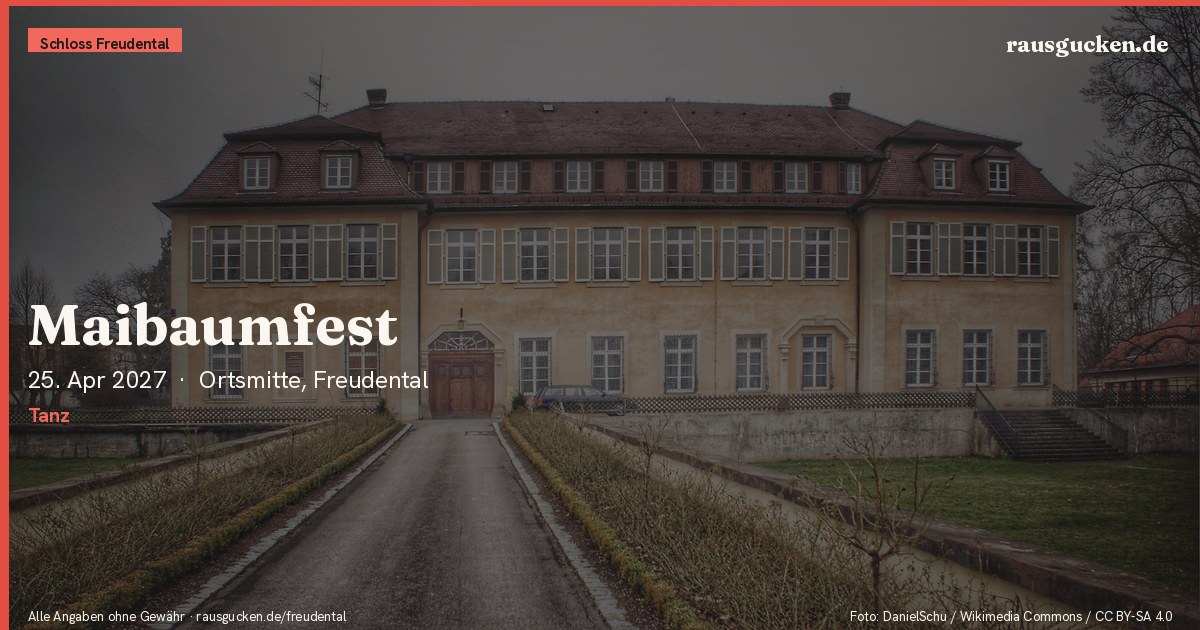 Schloss Freudental
rausgucken.de
Maibaumfest
25. Apr 2027 · Ortsmitte, Freudental
Tanz
Alle Angaben ohne Gewähr · rausgucken.de/freudental
Foto: DanielSchu / Wikimedia Commons / CC BY-SA 4.0